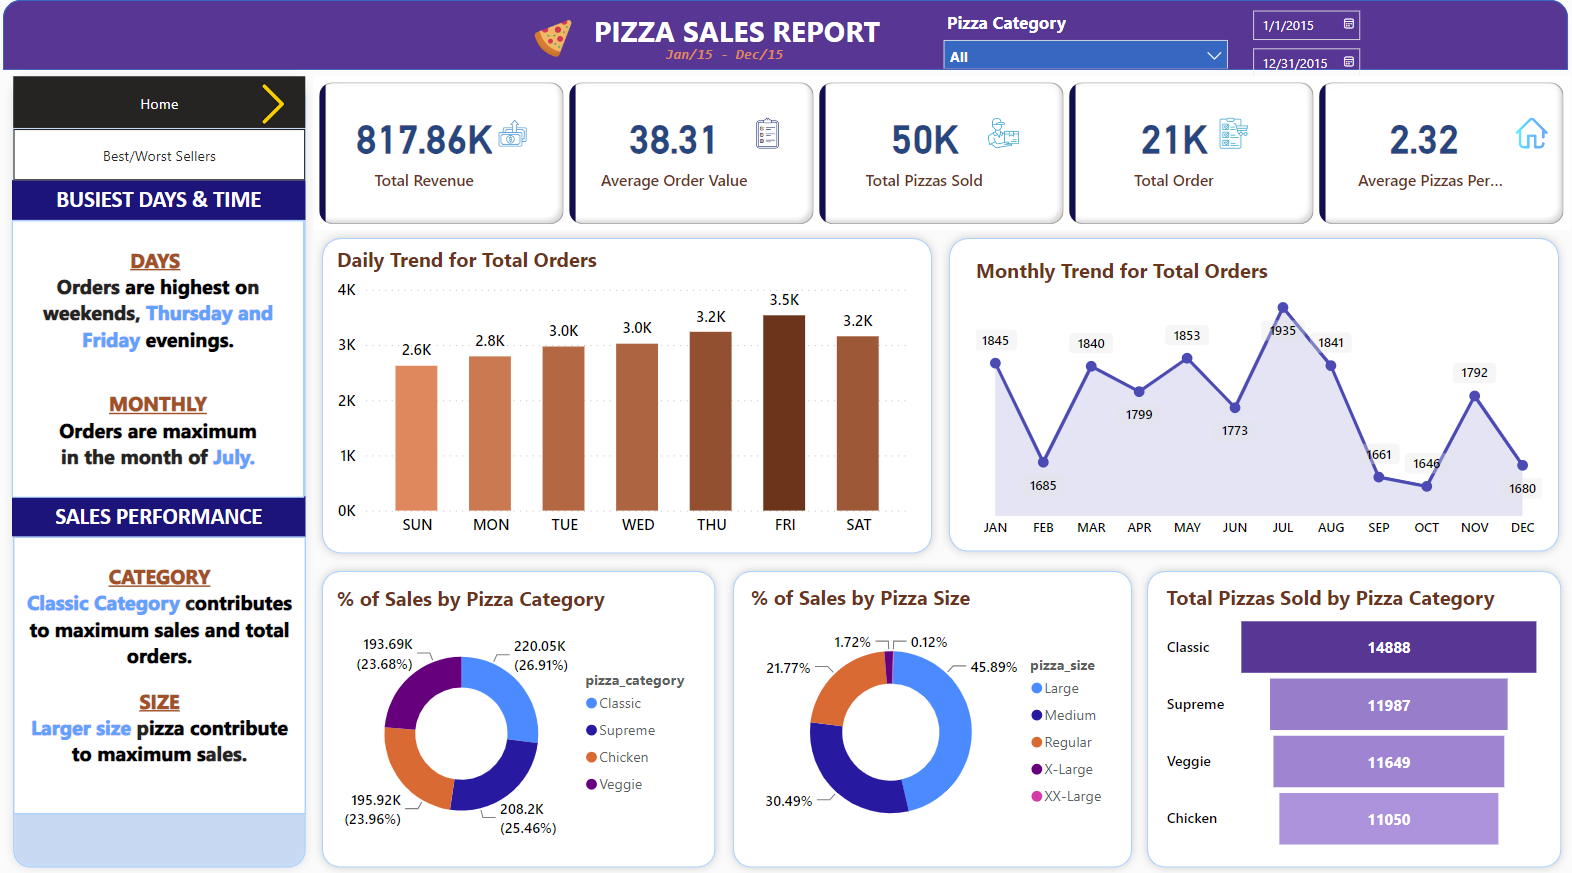 PIZZA SALES REPORT
Jan/15 - Dec/15
Pizza Category
All
1/1/2015
12/31/2015
Home
Best/Worst Sellers
BUSIEST DAYS & TIME
DAYS
Orders are highest on
weekends, Thursday and
Friday evenings.
MONTHLY
Orders are maximum
in the month of July.
SALES PERFORMANCE
CATEGORY
Classic Category contributes
to maximum sales and total
orders.
SIZE
Larger size pizza contribute
to maximum sales.
817.86K
Total Revenue
38.31
Average Order Value
50K
Total Pizzas Sold
21K
Total Order
2.32
Average Pizzas Per...
Daily Trend for Total Orders
4K
3K
2K
1K
0K
2.6K
2.8K
3.0K
3.0K
3.2K
3.5K
3.2K
SUN MON TUE WED THU FRI SAT
Monthly Trend for Total Orders
1845
1685
1840
1799
1853
1773
1935
1841
1661
1646
1792
1680
JAN FEB MAR APR MAY JUN JUL AUG SEP OCT NOV DEC
% of Sales by Pizza Category
193.69K
(23.68%)
220.05K
(26.91%)
195.92K
(23.96%)
208.2K
(25.46%)
pizza_category
Classic
Supreme
Chicken
Veggie
% of Sales by Pizza Size
1.72%
0.12%
21.77%
45.89%
30.49%
pizza_size
Large
Medium
Regular
X-Large
XX-Large
Total Pizzas Sold by Pizza Category
Classic 14888
Supreme 11987
Veggie 11649
Chicken 11050